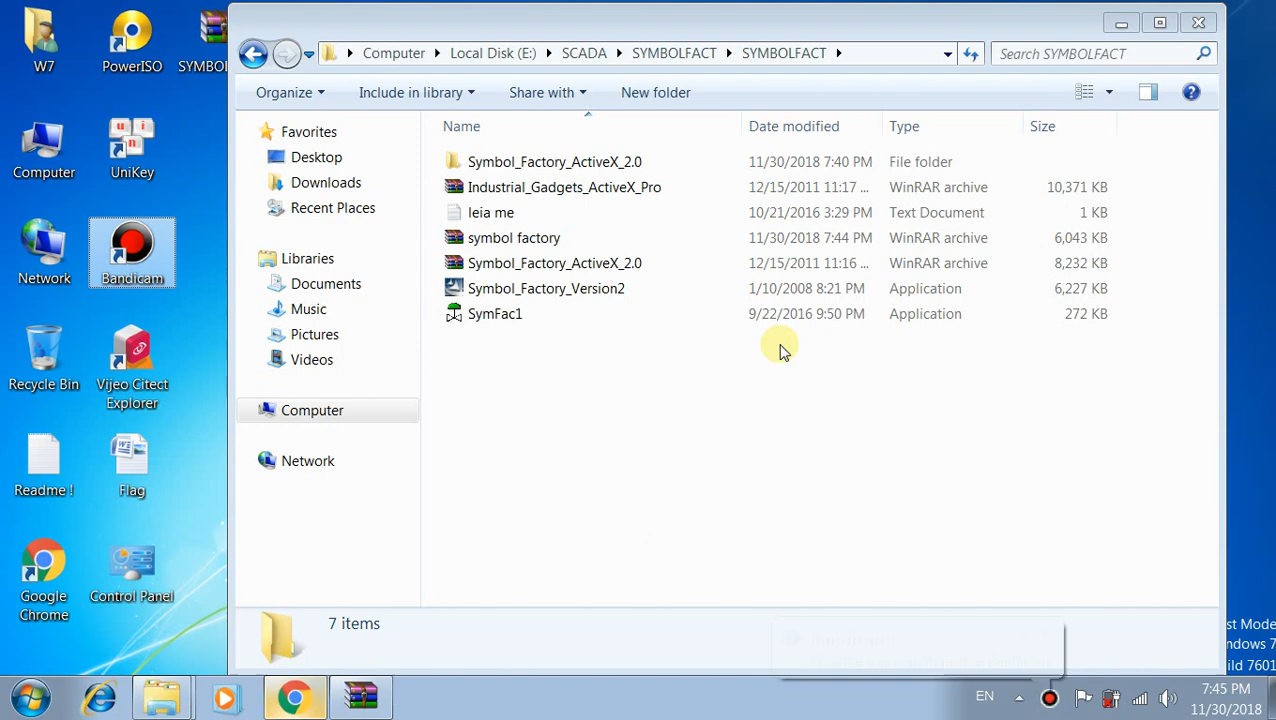 W7
PowerISO
SYMBOL
Computer
UniKey
Network
Bandicam
Recycle Bin
Vijeo Citect
Explorer
Readme !
Flag
Google
Chrome
Control Panel
Computer
Local Disk (E:)
SCADA
SYMBOLFACT
SYMBOLFACT
Search SYMBOLFACT
Organize
Include in library
Share with
New folder
Favorites
Desktop
Downloads
Recent Places
Libraries
Documents
Music
Pictures
Videos
Computer
Network
Name Date modified Type Size
Symbol_Factory_ActiveX_2.0 11/30/2018 7:40 PM File folder
Industrial_Gadgets_ActiveX_Pro 12/15/2011 11:17 ... WinRAR archive 10,371 KB
leia me 10/21/2016 3:29 PM Text Document 1 KB
symbol factory 11/30/2018 7:44 PM WinRAR archive 6,043 KB
Symbol_Factory_ActiveX_2.0 12/15/2011 11:16 ... WinRAR archive 8,232 KB
Symbol_Factory_Version2 1/10/2008 8:21 PM Application 6,227 KB
SymFac1 9/22/2016 9:50 PM Application 272 KB
7 items
st Mode
ndows 7
ild 7601
EN
7:45 PM
11/30/2018